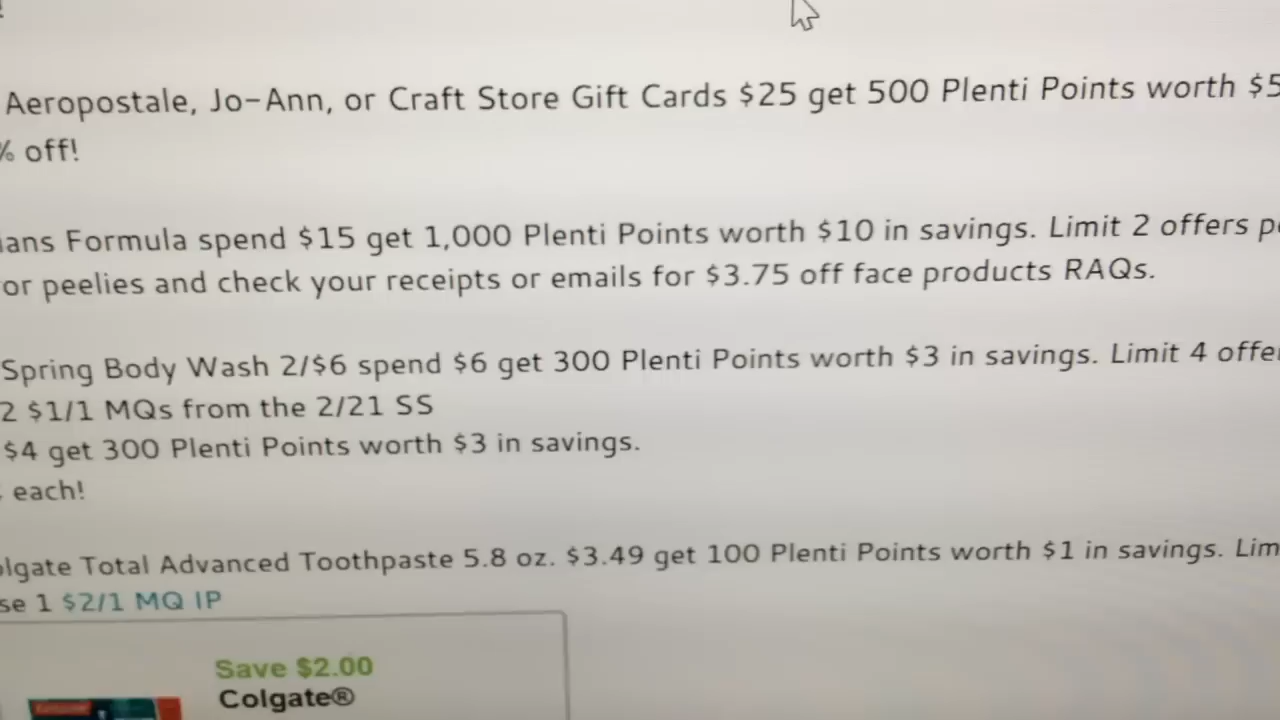 Aeropostale, Jo-Ann, or Craft Store Gift Cards $25 get 500 Plenti Points worth $5
% off!
ans Formula spend $15 get 1,000 Plenti Points worth $10 in savings. Limit 2 offers p
or peelies and check your receipts or emails for $3.75 off face products RAQs.
Spring Body Wash 2/$6 spend $6 get 300 Plenti Points worth $3 in savings. Limit 4 offe
2 $1/1 MQs from the 2/21 SS
$4 get 300 Plenti Points worth $3 in savings.
each!
olgate Total Advanced Toothpaste 5.8 oz. $3.49 get 100 Plenti Points worth $1 in savings. Lim
se 1 $2/1 MQ IP
Save $2.00
Colgate®